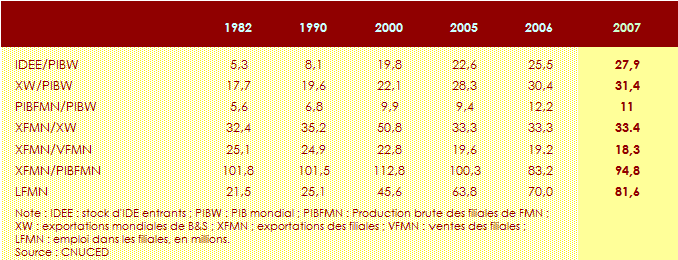 1982 1990 2000 2005 2006 2007
IDEE/PIBW 5,3 8,1 19,8 22,6 25,5 27,9
XW/PIBW 17,7 19,6 22,1 28,3 30,4 31,4
PIBFMN/PIBW 5,6 6,8 9,9 9,4 12,2 11
XFMN/XW 32,4 35,2 50,8 33,3 33,3 33.4
XFMN/VFMN 25,1 24,9 22,8 19,6 19.2 18,3
XFMN/PIBFMN 101,8 101,5 112,8 100,3 83,2 94,8
LFMN 21,5 25,1 45,6 63,8 70,0 81,6
Note : IDEE : stock d'IDE entrants ; PIBW : PIB mondial ; PIBFMN : Production brute des filiales de FMN ;
XW : exportations mondiales de B&S ; XFMN : exportations des filiales ; VFMN : ventes des filiales ;
LFMN : emploi dans les filiales, en millions.
Source : CNUCED